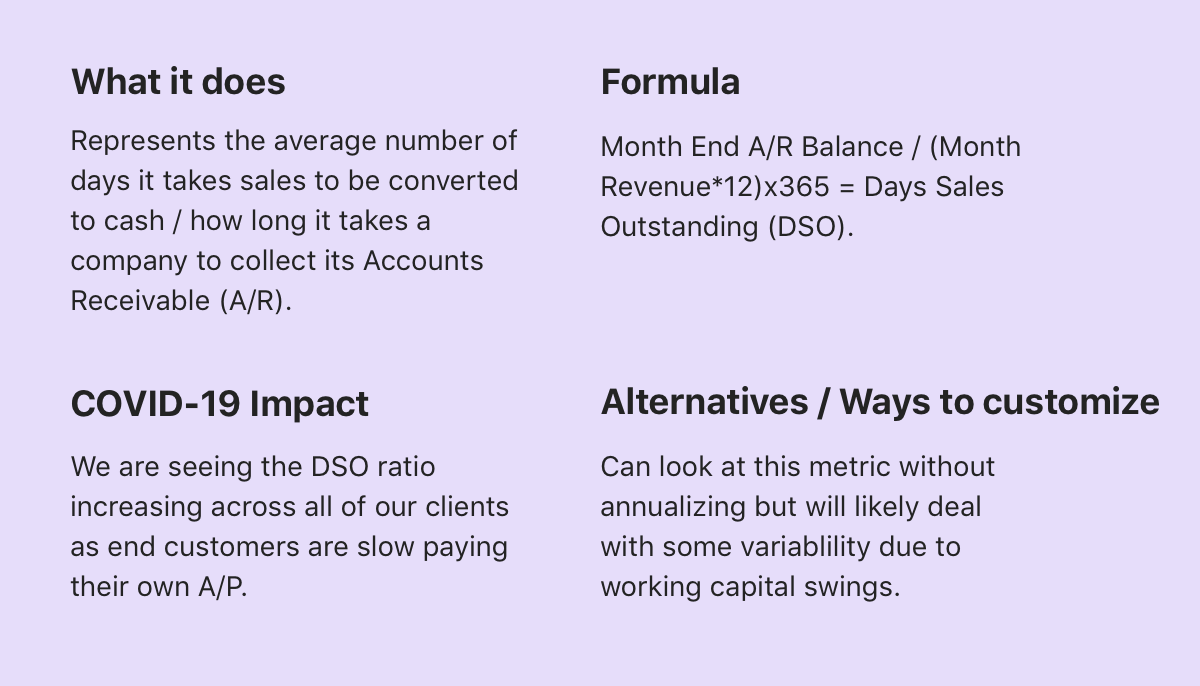 What it does
Represents the average number of
days it takes sales to be converted
to cash / how long it takes a
company to collect its Accounts
Receivable (A/R).
Formula
Month End A/R Balance / (Month
Revenue*12)x365 = Days Sales
Outstanding (DSO).
COVID-19 Impact
We are seeing the DSO ratio
increasing across all of our clients
as end customers are slow paying
their own A/P.
Alternatives / Ways to customize
Can look at this metric without
annualizing but will likely deal
with some variablility due to
working capital swings.